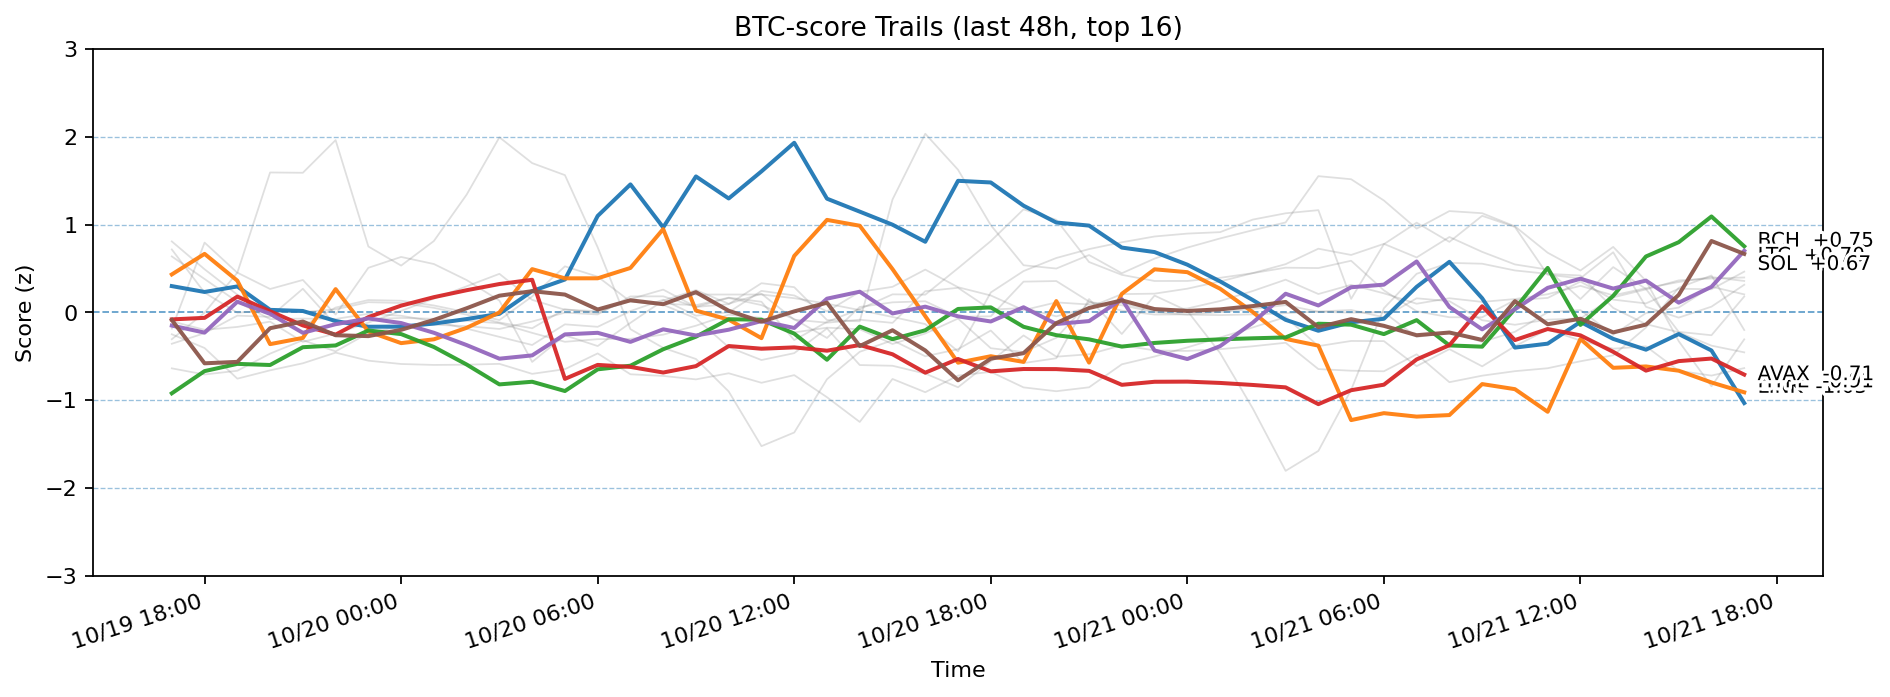 BTC-score Trails (last 48h, top 16)
3
2
1
0
−1
−2
−3
Score (z)
BCH +0.75
SOL +0.67
AVAX -0.71
10/19 18:00
10/20 00:00
10/20 06:00
10/20 12:00
10/20 18:00
10/21 00:00
10/21 06:00
10/21 12:00
10/21 18:00
Time